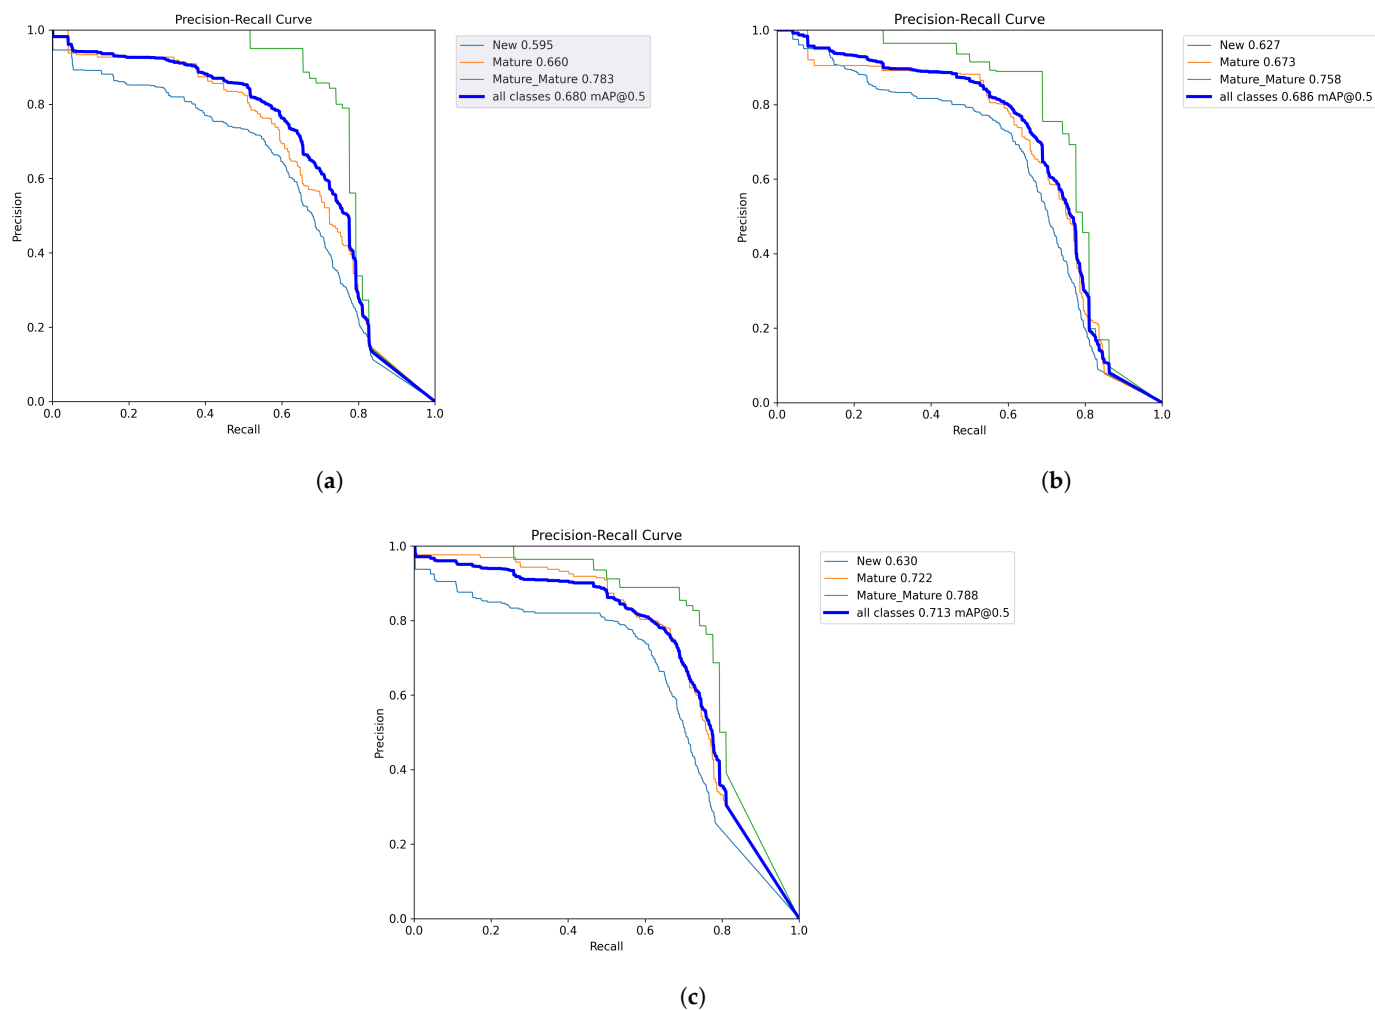 Precision-Recall Curve
1.0
0.8
0.6
0.4
0.2
0.0
Precision
0.0 0.2 0.4 0.6 0.8 1.0
Recall
New 0.595
Mature 0.660
Mature_Mature 0.783
all classes 0.680 mAP@0.5
(a)
Precision-Recall Curve
1.0
0.8
0.6
0.4
0.2
0.0
Precision
0.0 0.2 0.4 0.6 0.8 1.0
Recall
New 0.627
Mature 0.673
Mature_Mature 0.758
all classes 0.686 mAP@0.5
(b)
Precision-Recall Curve
1.0
0.8
0.6
0.4
0.2
0.0
Precision
0.0 0.2 0.4 0.6 0.8 1.0
Recall
New 0.630
Mature 0.722
Mature_Mature 0.788
all classes 0.713 mAP@0.5
(c)